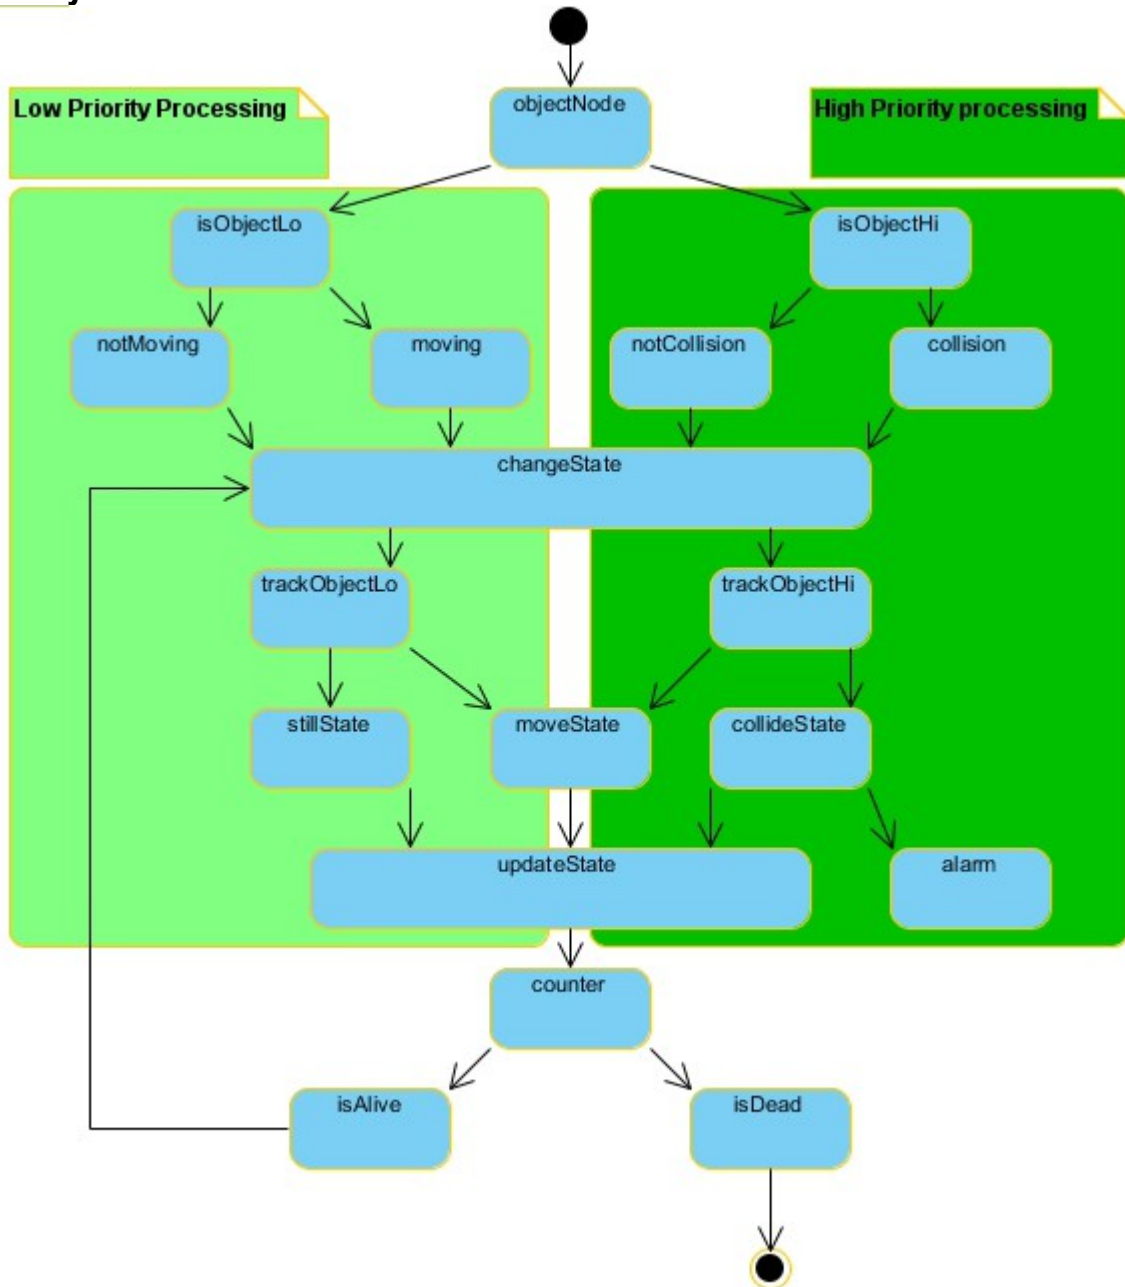 objectNode
Low Priority Processing
High Priority processing
isObjectLo
isObjectHi
notMoving
moving
notCollision
collision
changeState
trackObjectLo
trackObjectHi
stillState
moveState
collideState
updateState
alarm
counter
isAlive
isDead